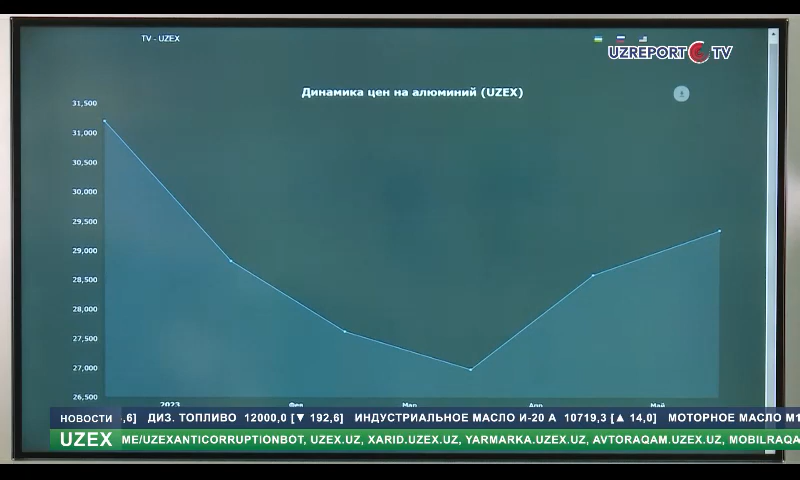 TV - UZEX
UZREPORT TV
Динамика цен на алюминий (UZEX)
31,500
31,000
30,500
30,000
29,500
29,000
28,500
28,000
27,500
27,000
26,500
2023 Фев Мар Апр Май
НОВОСТИ ,6] ДИЗ. ТОПЛИВО 12000,0 [▼ 192,6] ИНДУСТРИАЛЬНОЕ МАСЛО И-20 А 10719,3 [▲ 14,0] МОТОРНОЕ МАСЛО М1
UZEX ME/UZEXANTICORRUPTIONBOT, UZEX.UZ, XARID.UZEX.UZ, YARMARKA.UZEX.UZ, AVTORAQAM.UZEX.UZ, MOBILRAQA